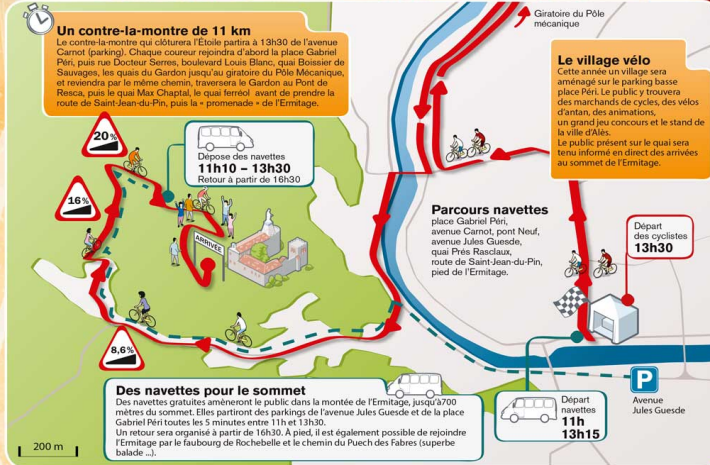 Un contre-la-montre de 11 km
Le contre-la-montre qui clôturera l'Étoile partira à 13h30 de l'avenue
Carnot (parking). Chaque coureur rejoindra d'abord la place Gabriel
Péri, puis rue Docteur Serres, boulevard Louis Blanc, quai Boissier de
Sauvages, les quais du Gardon jusqu'au giratoire du Pôle Mécanique,
et reviendra par le même chemin, traversera le Gardon au Pont de
Resca, puis le quai Max Chaptal, le quai ferréol avant de prendre la
route de Saint-Jean-du-Pin, puis la « promenade » de l'Ermitage.
Giratoire du Pôle
mécanique
Le village vélo
Cette année un village sera
aménagé sur le parking basse
place Péri. Le public y trouvera
des marchands de cycles, des vélos
d'antan, des animations,
un grand jeu concours et le stand de
la ville d'Alès.
Le public présent sur le quai sera
tenu informé en direct des arrivées
au sommet de l'Ermitage.
20%
Dépose des navettes
11h10 – 13h30
Retour à partir de 16h30
16%
ARRIVÉE
Parcours navettes
place Gabriel Péri,
avenue Carnot, pont Neuf,
avenue Jules Guesde,
quai Prés Rasclaux,
route de Saint-Jean-du-Pin,
pied de l'Ermitage.
Départ
des cyclistes
13h30
8,6%
Des navettes pour le sommet
Des navettes gratuites amèneront le public dans la montée de l'Ermitage, jusqu'à700
mètres du sommet. Elles partiront des parkings de l'avenue Jules Guesde et de la place
Gabriel Péri toutes les 5 minutes entre 11h et 13h30.
Un retour sera organisé à partir de 16h30. À pied, il est également possible de rejoindre
l'Ermitage par le faubourg de Rochebelle et le chemin du Puech des Fabres (superbe
balade ...).
Départ
navettes
11h
13h15
P
Avenue
Jules Guesde
200 m